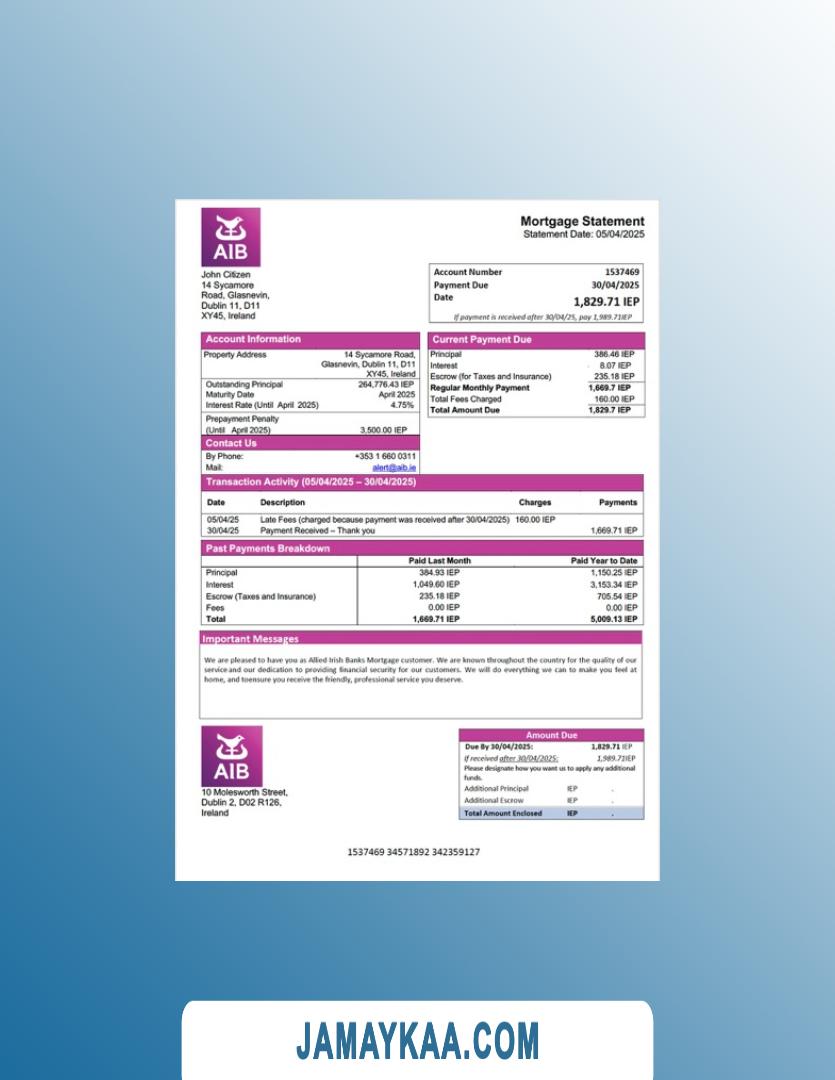 AIB
Mortgage Statement
Statement Date: 05/04/2025
John Citizen
14 Sycamore
Road, Glasnevin,
Dublin 11, D11
XY45, Ireland
Account Number 1537469
Payment Due 30/04/2025
Date 1,829.71 IEP
If payment is received after 30/04/25, pay 1,989.71IEP
Account Information
Property Address 14 Sycamore Road,
Glasnevin, Dublin 11, D11
XY45, Ireland
Outstanding Principal 264,776.43 IEP
Maturity Date April 2025
Interest Rate (Until April 2025) 4.75%
Prepayment Penalty
(Until April 2025) 3,500.00 IEP
Contact Us
By Phone: +353 1 660 0311
Mail: alert@aib.ie
Current Payment Due
Principal 386.46 IEP
Interest 8.07 IEP
Escrow (for Taxes and Insurance) 235.18 IEP
Regular Monthly Payment 1,669.7 IEP
Total Fees Charged 160.00 IEP
Total Amount Due 1,829.7 IEP
Transaction Activity (05/04/2025 – 30/04/2025)
Date Description Charges Payments
05/04/25 Late Fees (charged because payment was received after 30/04/2025) 160.00 IEP
30/04/25 Payment Received – Thank you 1,669.71 IEP
Past Payments Breakdown
Paid Last Month Paid Year to Date
Principal 384.93 IEP 1,150.25 IEP
Interest 1,049.60 IEP 3,153.34 IEP
Escrow (Taxes and Insurance) 235.18 IEP 705.54 IEP
Fees 0.00 IEP 0.00 IEP
Total 1,669.71 IEP 5,009.13 IEP
Important Messages
We are pleased to have you as Allied Irish Banks Mortgage customer. We are known throughout the country for the quality of our
service and our dedication to providing financial security for our customers. We will do everything we can to make you feel at
home, and toensure you receive the friendly, professional service you deserve.
AIB
10 Molesworth Street,
Dublin 2, D02 R126,
Ireland
Amount Due
Due By 30/04/2025: 1,829.71 IEP
If received after 30/04/2025: 1,989.71IEP
Please designate how you want us to apply any additional
funds.
Additional Principal IEP .
Additional Escrow IEP .
Total Amount Enclosed IEP .
1537469 34571892 342359127
JAMAYKAA.COM